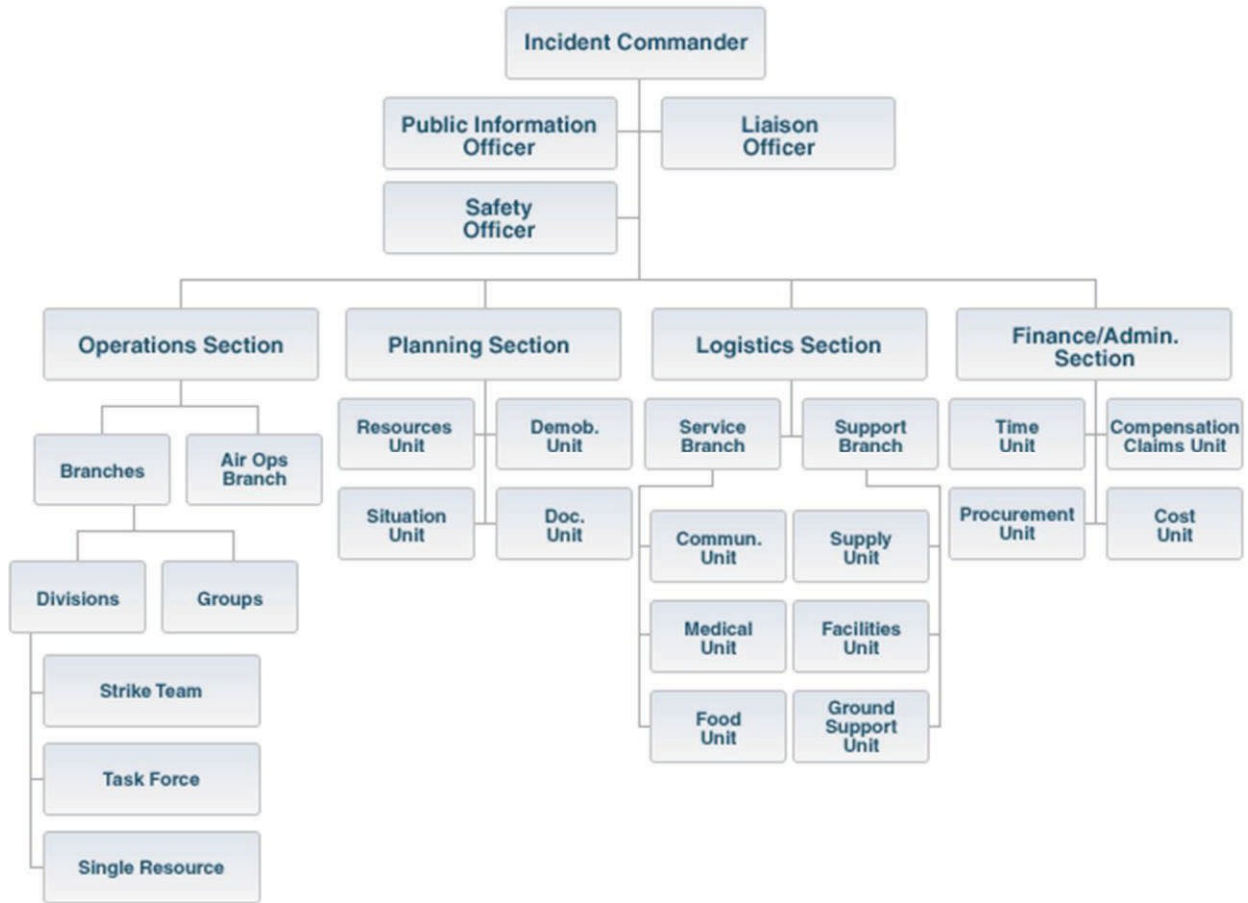 Incident Commander
Public Information
Officer
Liaison
Officer
Safety
Officer
Operations Section
Planning Section
Logistics Section
Finance/Admin.
Section
Branches
Air Ops
Branch
Divisions
Groups
Strike Team
Task Force
Single Resource
Resources
Unit
Demob.
Unit
Situation
Unit
Doc.
Unit
Service
Branch
Support
Branch
Commun.
Unit
Supply
Unit
Medical
Unit
Facilities
Unit
Food
Unit
Ground
Support
Unit
Time
Unit
Compensation
Claims Unit
Procurement
Unit
Cost
Unit